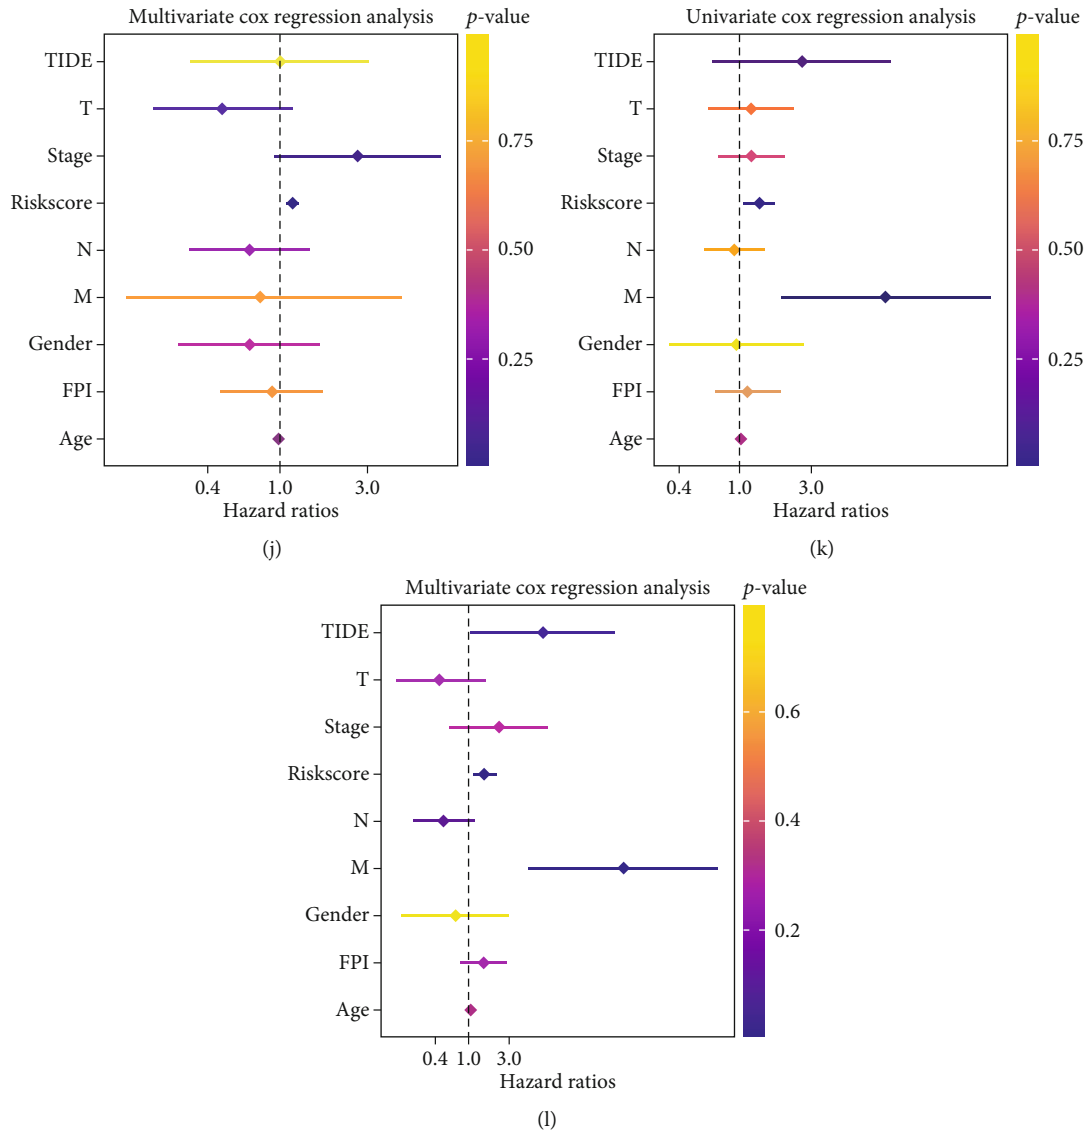 Multivariate cox regression analysis
p-value
TIDE
T
Stage
Riskscore
N
M
Gender
FPI
Age
0.75
0.50
0.25
0.4 1.0 3.0
Hazard ratios
(j)
Univariate cox regression analysis
p-value
TIDE
T
Stage
Riskscore
N
M
Gender
FPI
Age
0.75
0.50
0.25
0.4 1.0 3.0
Hazard ratios
(k)
Multivariate cox regression analysis
p-value
TIDE
T
Stage
Riskscore
N
M
Gender
FPI
Age
0.6
0.4
0.2
0.4 1.0 3.0
Hazard ratios
(l)